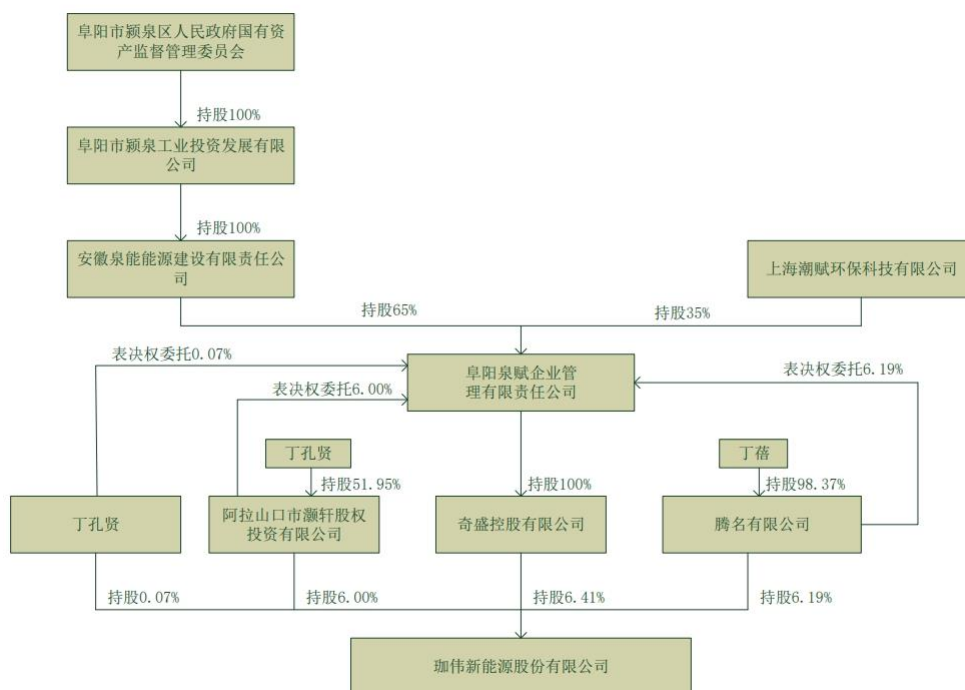 阜阳市颍泉区人民政府国有资
产监督管理委员会
持股100%
阜阳市颍泉工业投资发展有限
公司
持股100%
安徽泉能能源建设有限责任公
司
上海潮赋环保科技有限公司
持股65%
持股35%
表决权委托0.07%
阜阳泉赋企业管
理有限责任公司
表决权委托6.19%
表决权委托6.00%
丁孔贤
丁蓓
持股51.95%
持股100%
持股98.37%
丁孔贤
阿拉山口市灏轩股权
投资有限公司
奇盛控股有限公司
腾名有限公司
持股0.07%
持股6.00%
持股6.41%
持股6.19%
珈伟新能源股份有限公司